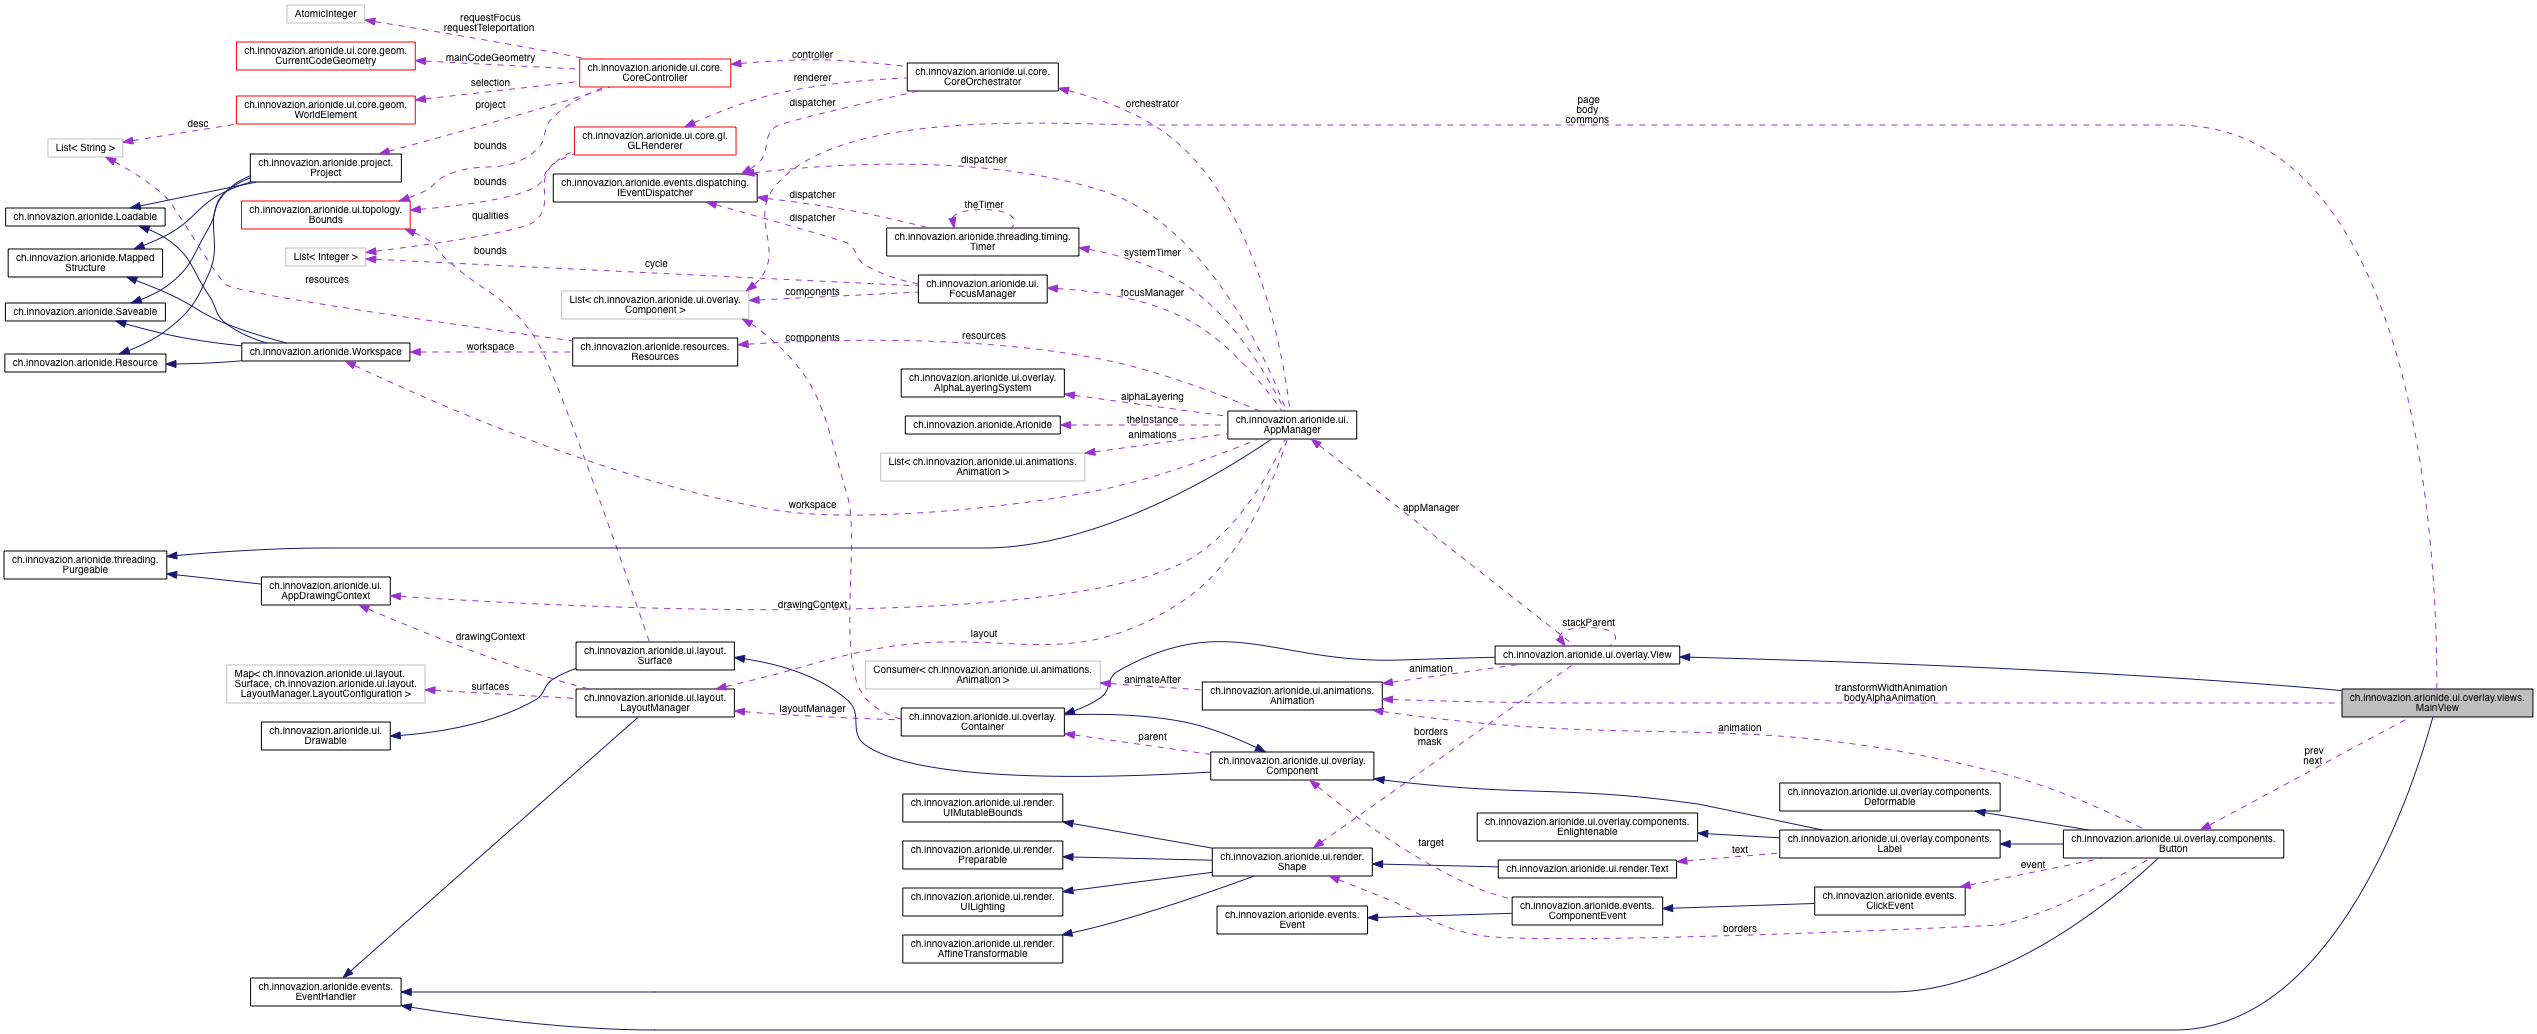 AtomicInteger
requestFocus
requestTeleportation
ch.innovazion.arionide.ui.core.geom.
CurrentCodeGeometry
mainCodeGeometry
ch.innovazion.arionide.ui.core.
CoreController
controller
ch.innovazion.arionide.ui.core.
CoreOrchestrator
renderer
selection
ch.innovazion.arionide.ui.core.geom.
WorldElement
project
dispatcher
orchestrator
page
body
commons
desc
List< String >
ch.innovazion.arionide.ui.core.gl.
GLRenderer
bounds
ch.innovazion.arionide.project.
Project
dispatcher
bounds
ch.innovazion.arionide.events.dispatching.
IEventDispatcher
dispatcher
theTimer
ch.innovazion.arionide.Loadable
ch.innovazion.arionide.ui.topology.
Bounds
qualities
dispatcher
ch.innovazion.arionide.threading.timing.
Timer
bounds
systemTimer
ch.innovazion.arionide.Mapped
Structure
List< Integer >
cycle
resources
ch.innovazion.arionide.ui.
FocusManager
components
focusManager
List< ch.innovazion.arionide.ui.overlay.
Component >
ch.innovazion.arionide.Saveable
components
resources
ch.innovazion.arionide.Workspace
workspace
ch.innovazion.arionide.resources.
Resources
ch.innovazion.arionide.Resource
ch.innovazion.arionide.ui.overlay.
AlphaLayeringSystem
alphaLayering
ch.innovazion.arionide.Arionide
theInstance
animations
ch.innovazion.arionide.ui.
AppManager
List< ch.innovazion.arionide.ui.animations.
Animation >
workspace
appManager
ch.innovazion.arionide.threading.
Purgeable
ch.innovazion.arionide.ui.
AppDrawingContext
drawingContext
drawingContext
layout
stackParent
ch.innovazion.arionide.ui.layout.
Surface
ch.innovazion.arionide.ui.overlay.View
Map< ch.innovazion.arionide.ui.layout.
Surface, ch.innovazion.arionide.ui.layout.
LayoutManager.LayoutConfiguration >
surfaces
Consumer< ch.innovazion.arionide.ui.animations.
Animation >
animateAfter
animation
ch.innovazion.arionide.ui.animations.
Animation
transformWidthAnimation
bodyAlphaAnimation
ch.innovazion.arionide.ui.overlay.views.
MainView
ch.innovazion.arionide.ui.layout.
LayoutManager
layoutManager
ch.innovazion.arionide.ui.overlay.
Container
ch.innovazion.arionide.ui.
Drawable
parent
borders
mask
animation
prev
next
ch.innovazion.arionide.ui.overlay.
Component
ch.innovazion.arionide.ui.overlay.components.
Deformable
ch.innovazion.arionide.ui.render.
UIMutableBounds
ch.innovazion.arionide.ui.overlay.components.
Enlightenable
ch.innovazion.arionide.ui.overlay.components.
Label
ch.innovazion.arionide.ui.overlay.components.
Button
target
text
ch.innovazion.arionide.ui.render.
Preparable
ch.innovazion.arionide.ui.render.
Shape
ch.innovazion.arionide.ui.render.Text
event
ch.innovazion.arionide.ui.render.
UILighting
ch.innovazion.arionide.events.
ClickEvent
ch.innovazion.arionide.events.
ComponentEvent
ch.innovazion.arionide.events.
Event
borders
ch.innovazion.arionide.ui.render.
AffineTransformable
ch.innovazion.arionide.events.
EventHandler